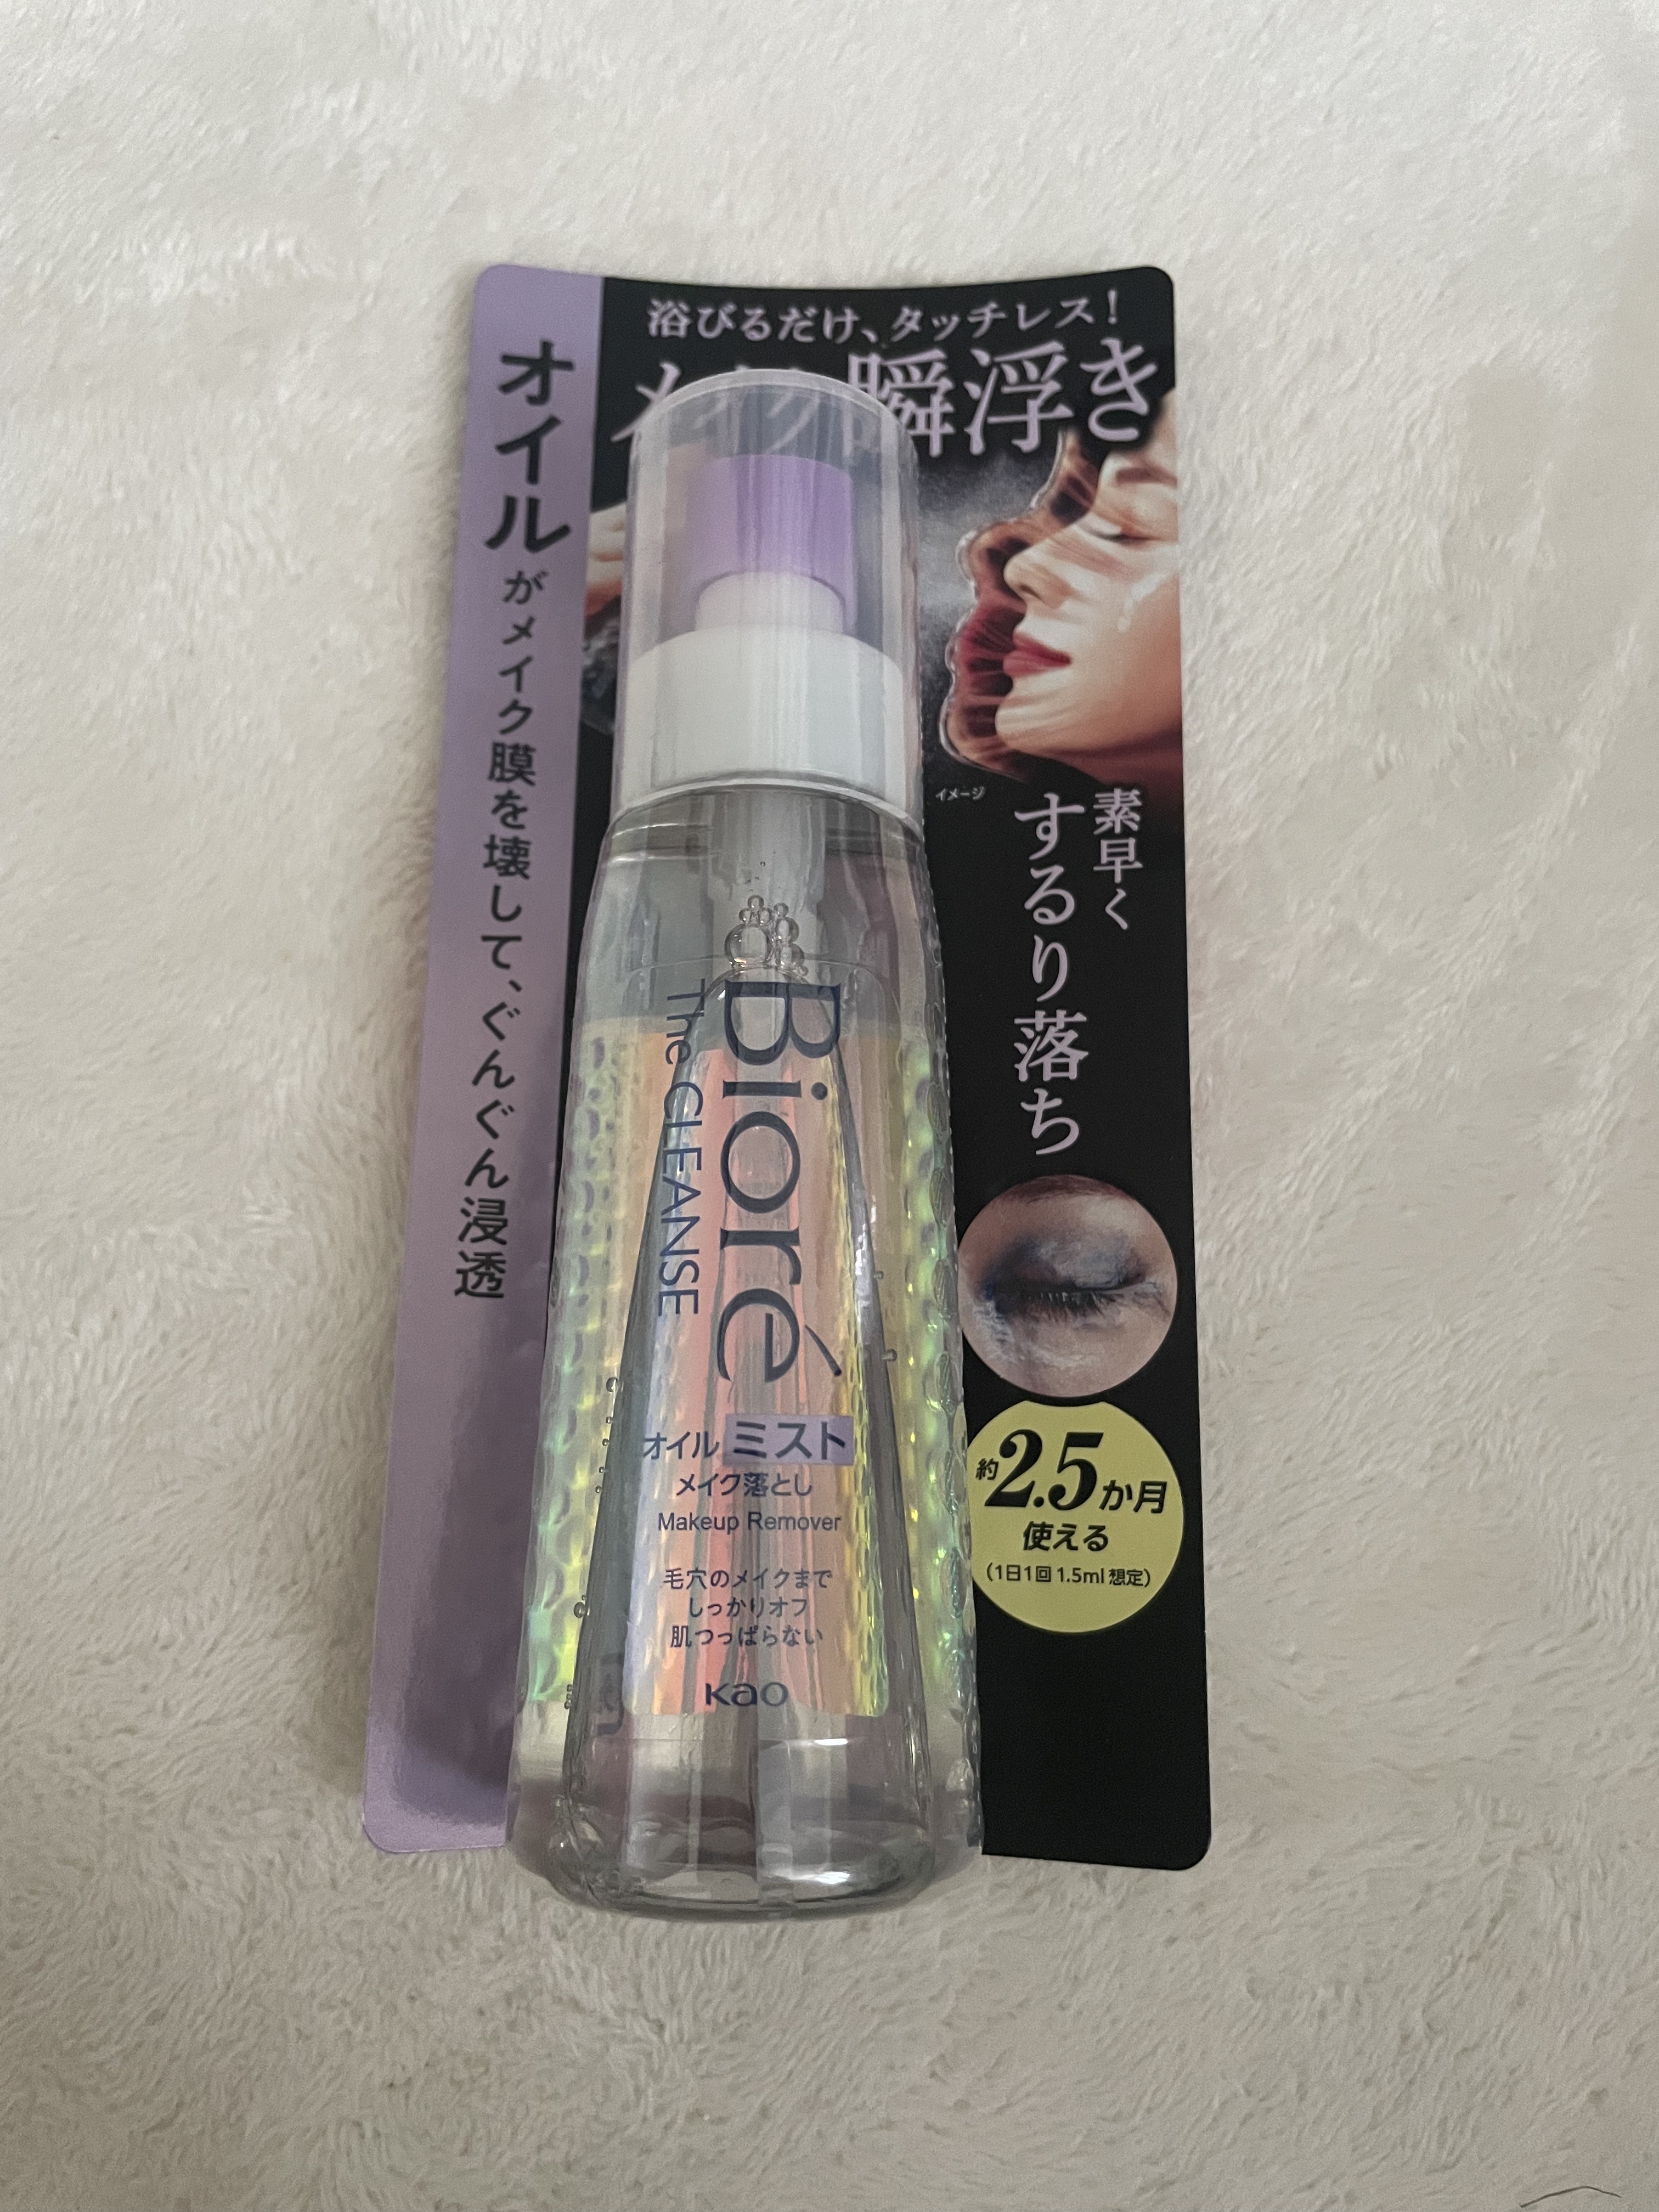 浴びるだけ、タッチレス!
メイク瞬浮き
オイルがメイク膜を壊して、ぐんぐん浸透
イメージ
素早く
するり落ち
Bioré
The CLEANSE
オイル ミスト
メイク落とし
Makeup Remover
毛穴のメイクまで
しっかりオフ
肌つっぱらない
Kao
約2.5か月
使える
(1日1回 1.5ml 想定)